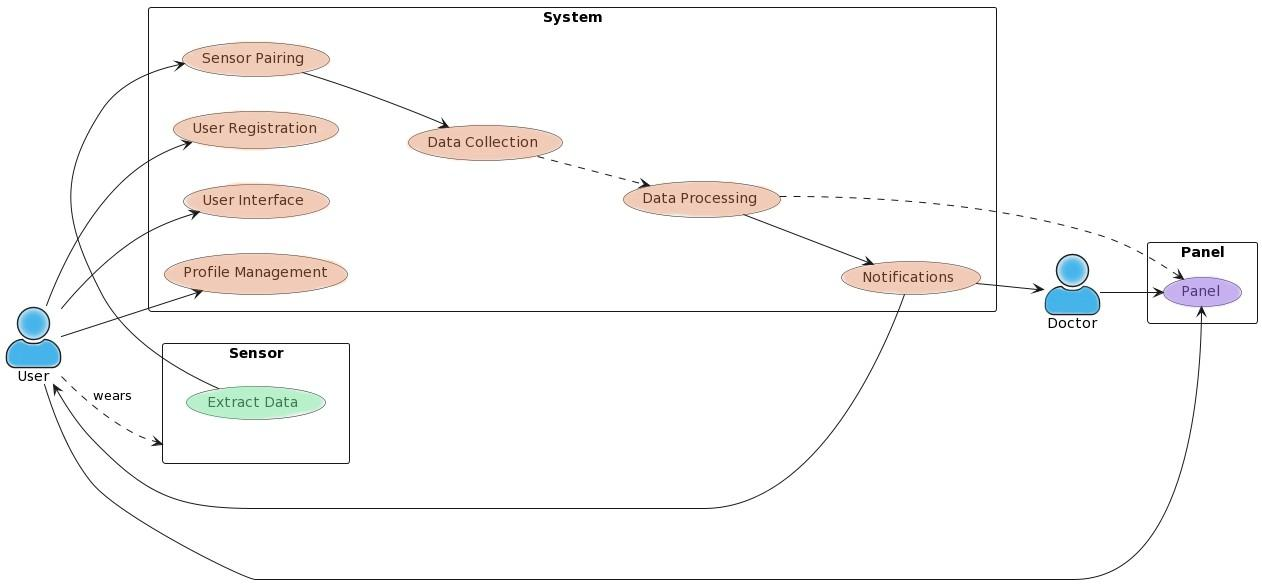 System
Sensor Pairing
User Registration
Data Collection
User Interface
Data Processing
Profile Management
Notifications
Panel
Panel
Doctor
User
wears
Sensor
Extract Data